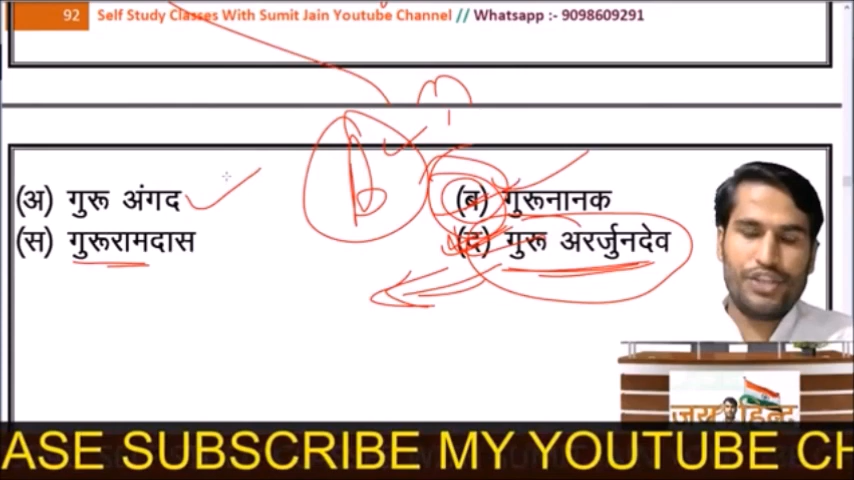 92 Self Study Classes With Sumit Jain Youtube Channel // Whatsapp :- 9098609291
(अ) गुरू अंगद (ब) गुरूनानक
(स) गुरूरामदास (द) गुरू अरर्जुनदेव
जय हिन्द
ASE SUBSCRIBE MY YOUTUBE CH